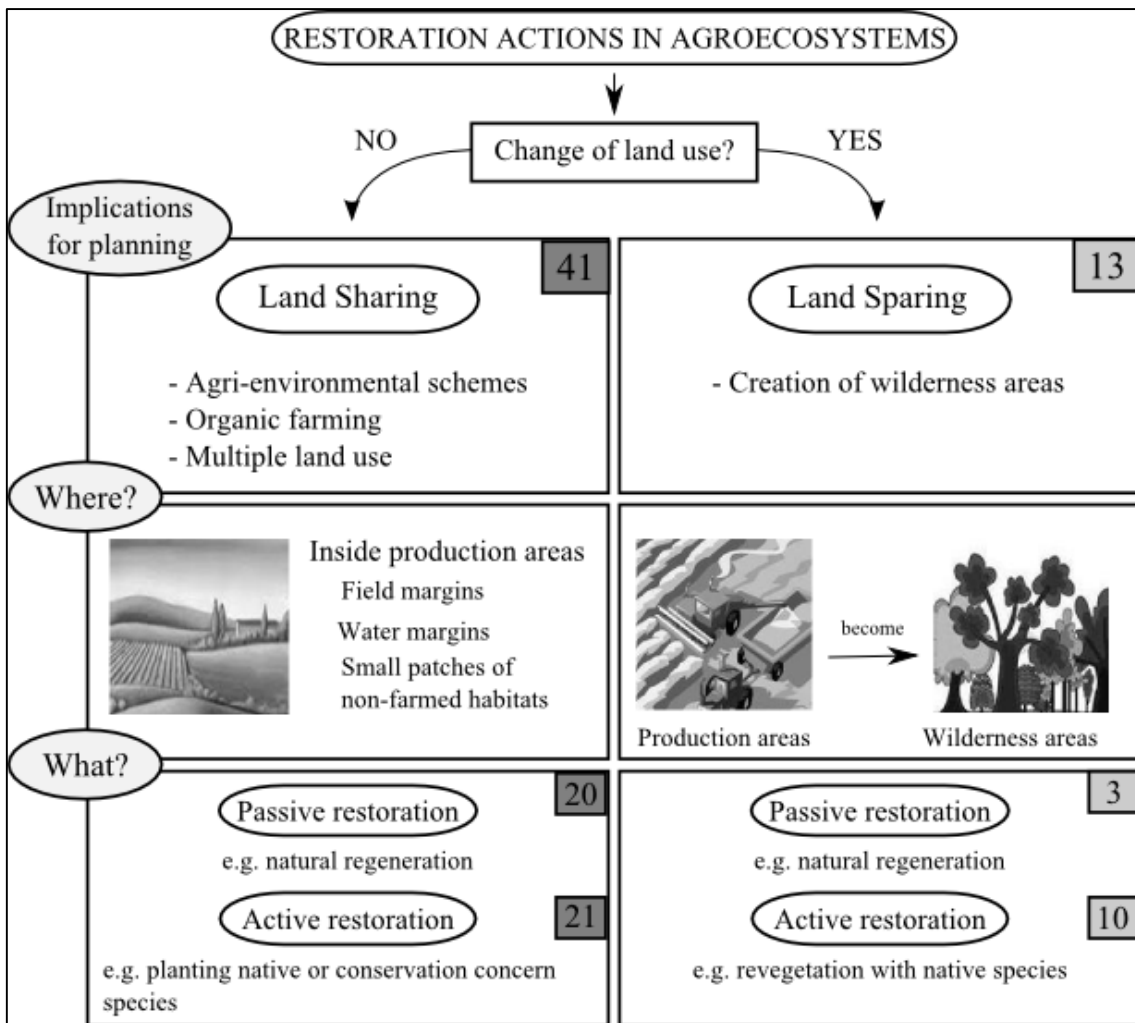 RESTORATION ACTIONS IN AGROECOSYSTEMS
NO
Change of land use?
YES
Implications
for planning
41
Land Sharing
- Agri-environmental schemes
- Organic farming
- Multiple land use
13
Land Sparing
- Creation of wilderness areas
Where?
Inside production areas
Field margins
Water margins
Small patches of
non-farmed habitats
Production areas
become
Wilderness areas
What?
20
Passive restoration
e.g. natural regeneration
21
Active restoration
e.g. planting native or conservation concern
species
3
Passive restoration
e.g. natural regeneration
10
Active restoration
e.g. revegetation with native species